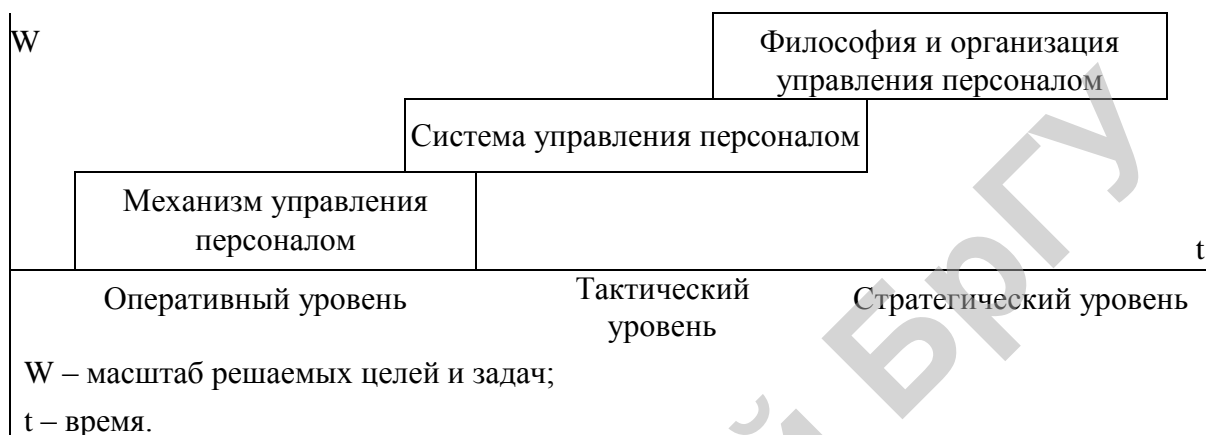 W
Философия и организация
управления персоналом
Система управления персоналом
Механизм управления
персоналом
t
Оперативный уровень
Тактический
уровень
Стратегический уровень
W – масштаб решаемых целей и задач;
t – время.
й БрГУ